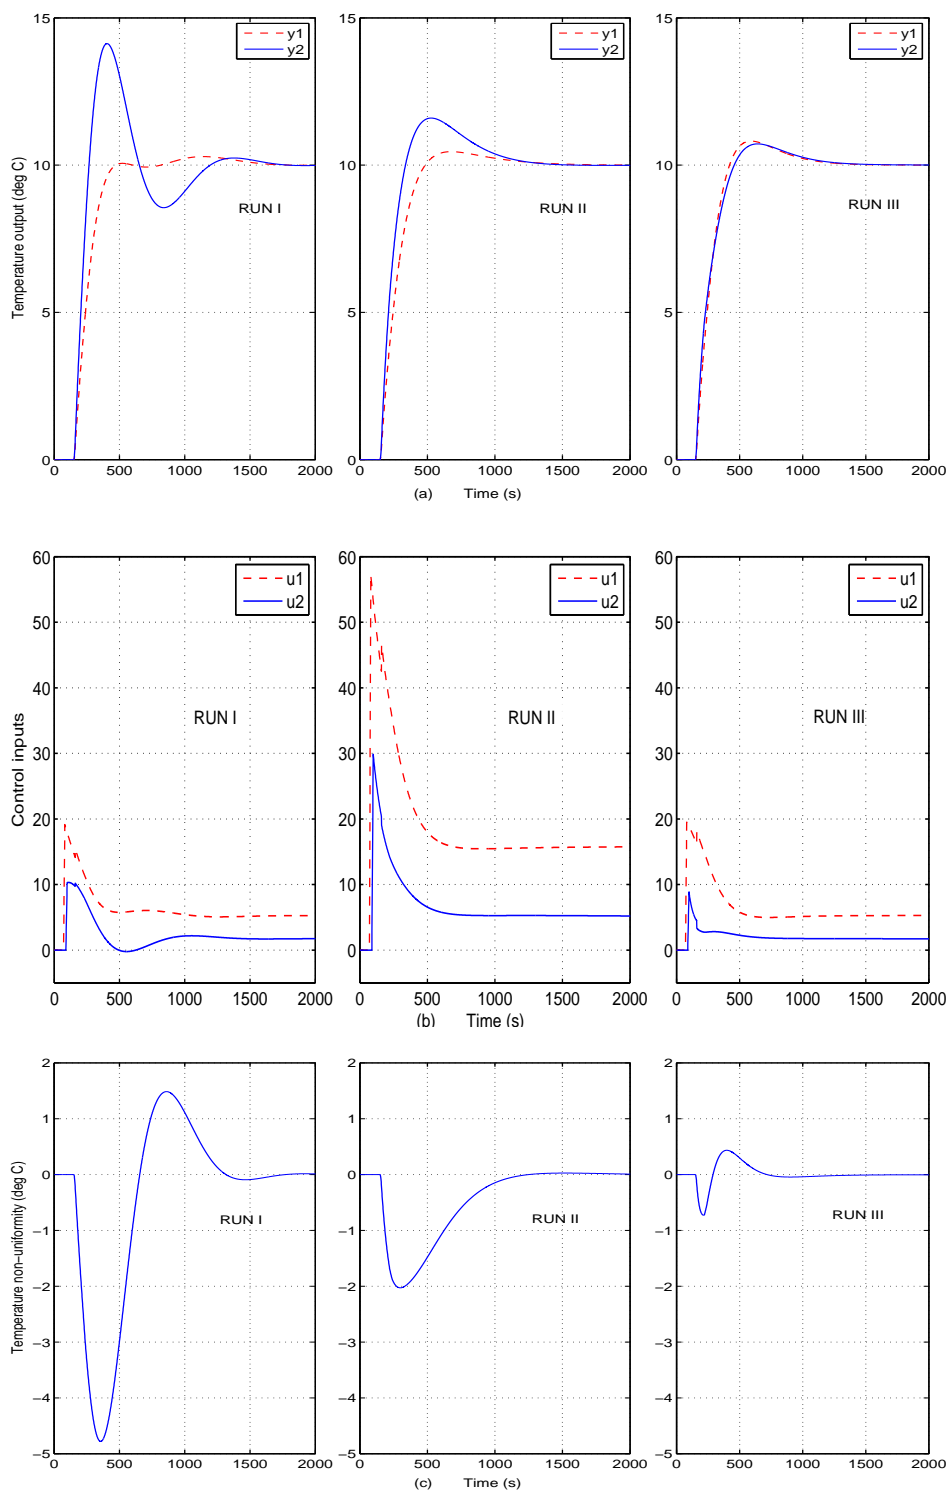 15
10
5
0
Temperature output (deg C)
y1
y2
RUN I
0 500 1000 1500 2000
15
10
5
0
y1
y2
RUN II
0 500 1000 1500 2000
(a) Time (s)
15
10
5
0
y1
y2
RUN III
0 500 1000 1500 2000
60
50
40
30
20
10
0
Control inputs
u1
u2
RUN I
0 500 1000 1500 2000
60
50
40
30
20
10
0
u1
u2
RUN II
0 500 1000 1500 2000
(b) Time (s)
60
50
40
30
20
10
0
u1
u2
RUN III
0 500 1000 1500 2000
2
1
0
−1
−2
−3
−4
−5
Temperature non−uniformity (deg C)
RUN I
0 500 1000 1500 2000
2
1
0
−1
−2
−3
−4
−5
RUN II
0 500 1000 1500 2000
(c) Time (s)
2
1
0
−1
−2
−3
−4
−5
RUN III
0 500 1000 1500 2000